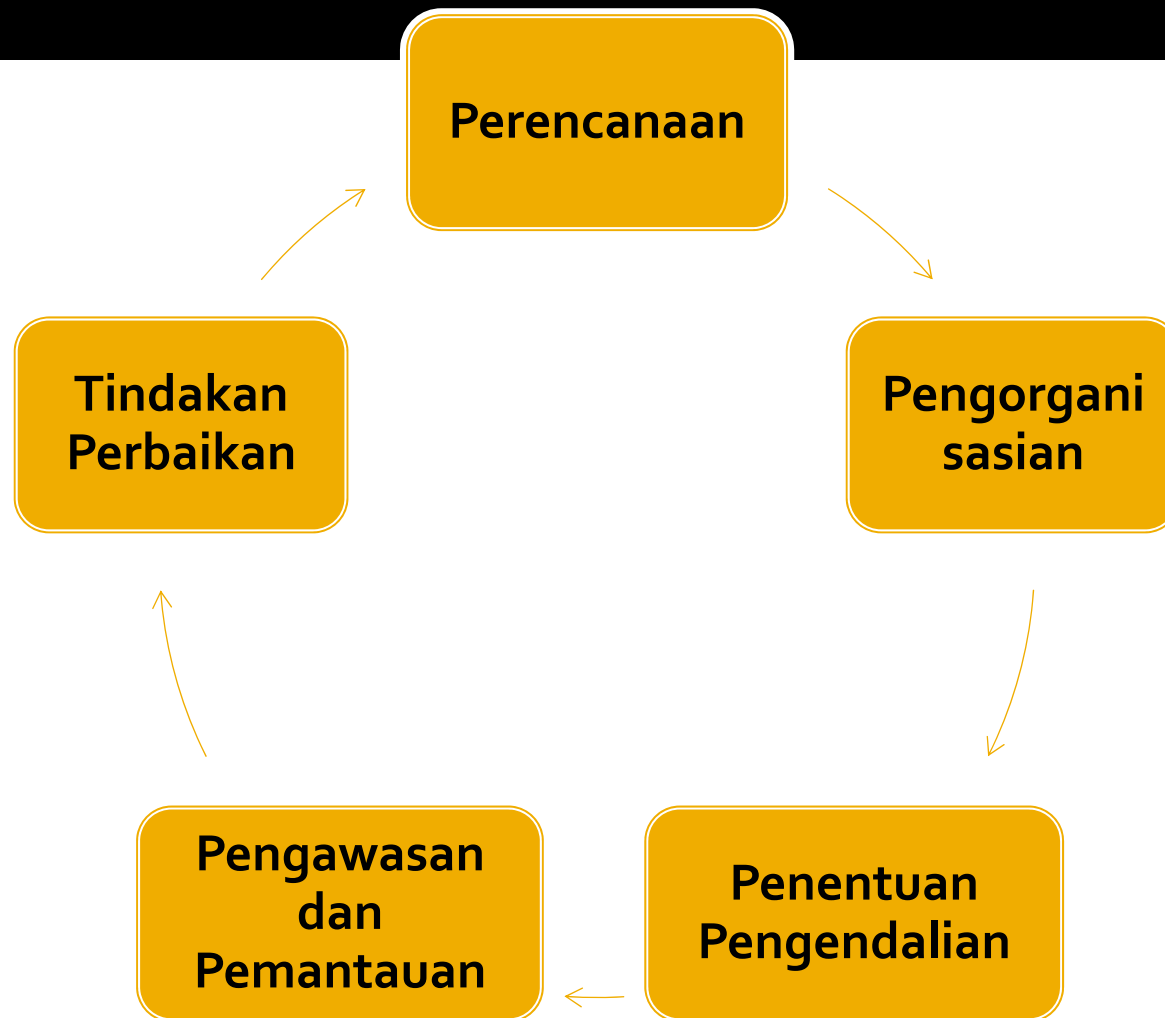 Perencanaan
Pengorgani
sasian
Penentuan
Pengendalian
Pengawasan
dan
Pemantauan
Tindakan
Perbaikan